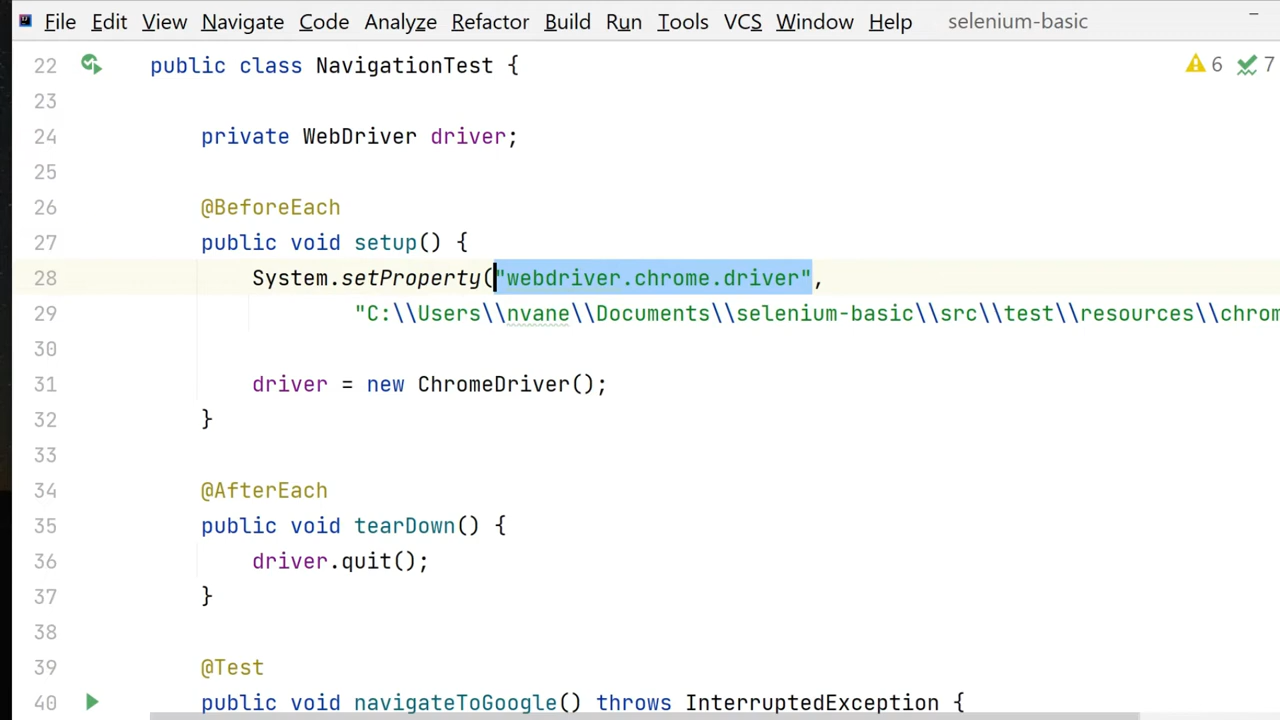 File Edit View Navigate Code Analyze Refactor Build Run Tools VCS Window Help selenium-basic
22 public class NavigationTest { 6 7
23
24 private WebDriver driver;
25
26 @BeforeEach
27 public void setup() {
28 System.setProperty("webdriver.chrome.driver",
29 "C:\\Users\\nvane\\Documents\\selenium-basic\\src\\test\\resources\\chrom
30
31 driver = new ChromeDriver();
32 }
33
34 @AfterEach
35 public void tearDown() {
36 driver.quit();
37 }
38
39 @Test
40 public void navigateToGoogle() throws InterruptedException {